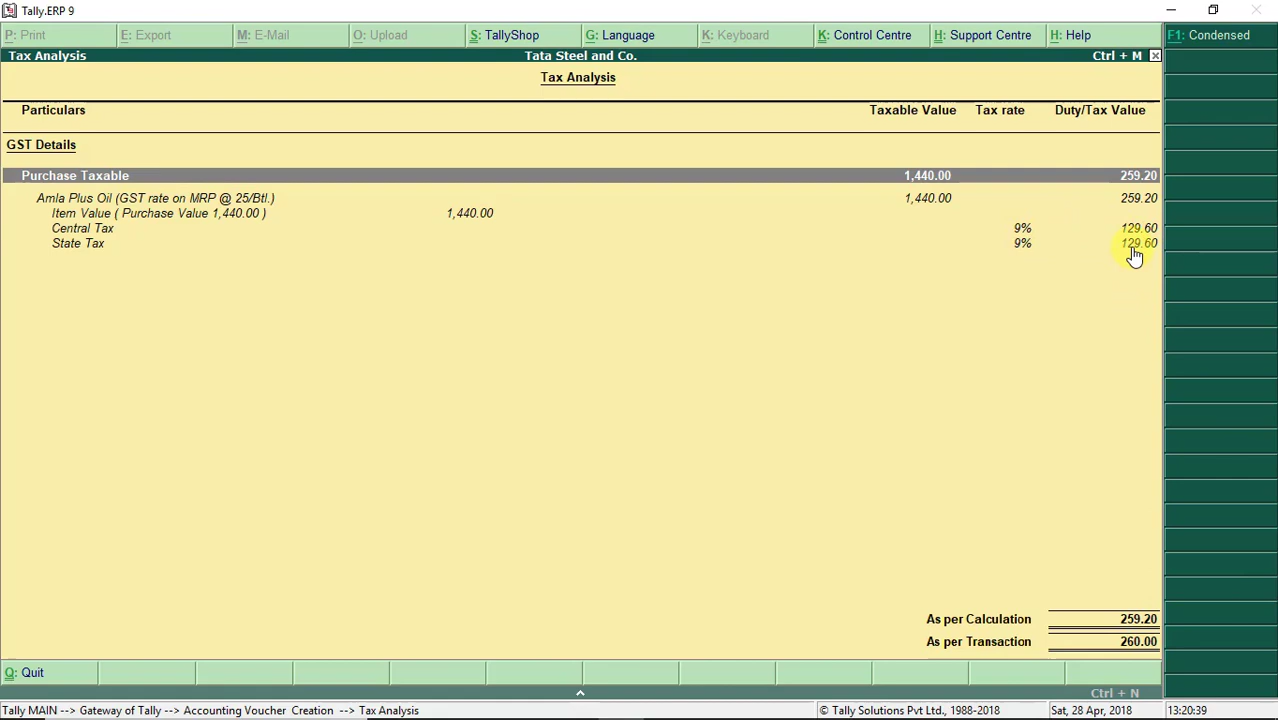 Tally.ERP 9
P: Print E: Export M: E-Mail O: Upload S: TallyShop G: Language K: Keyboard K: Control Centre H: Support Centre H: Help F1: Condensed
Tax Analysis Tata Steel and Co. Ctrl + M
Tax Analysis
Particulars Taxable Value Tax rate Duty/Tax Value
GST Details
Purchase Taxable 1,440.00 259.20
Amla Plus Oil (GST rate on MRP @ 25/Btl.) 1,440.00 259.20
Item Value ( Purchase Value 1,440.00 ) 1,440.00
Central Tax 9% 129.60
State Tax 9% 129.60
As per Calculation 259.20
As per Transaction 260.00
Q: Quit
Ctrl + N
Tally MAIN --> Gateway of Tally --> Accounting Voucher Creation --> Tax Analysis © Tally Solutions Pvt Ltd., 1988-2018 Sat, 28 Apr, 2018 13:20:39